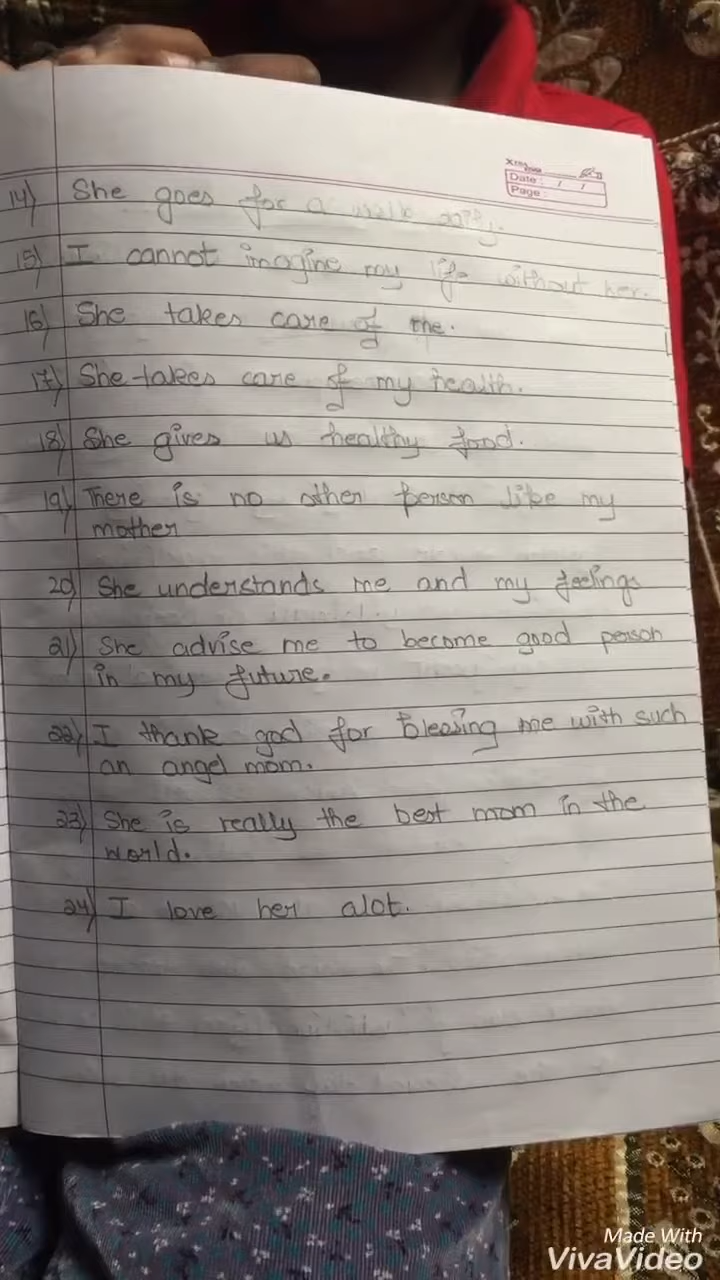 Date : / /
Page :
14) She goes for a walk
15) I cannot imagine my life without her.
16) She takes care of me.
17) She takes care of my health.
18) She gives us healthy food.
19) There is no other person like my
mother
20) She understands me and my feelings
21) She advise me to become good person
in my future.
22) I thank god for blessing me with such
an angel mom.
23) She is really the best mom in the
world.
24) I love her alot.
Made With
VivaVideo